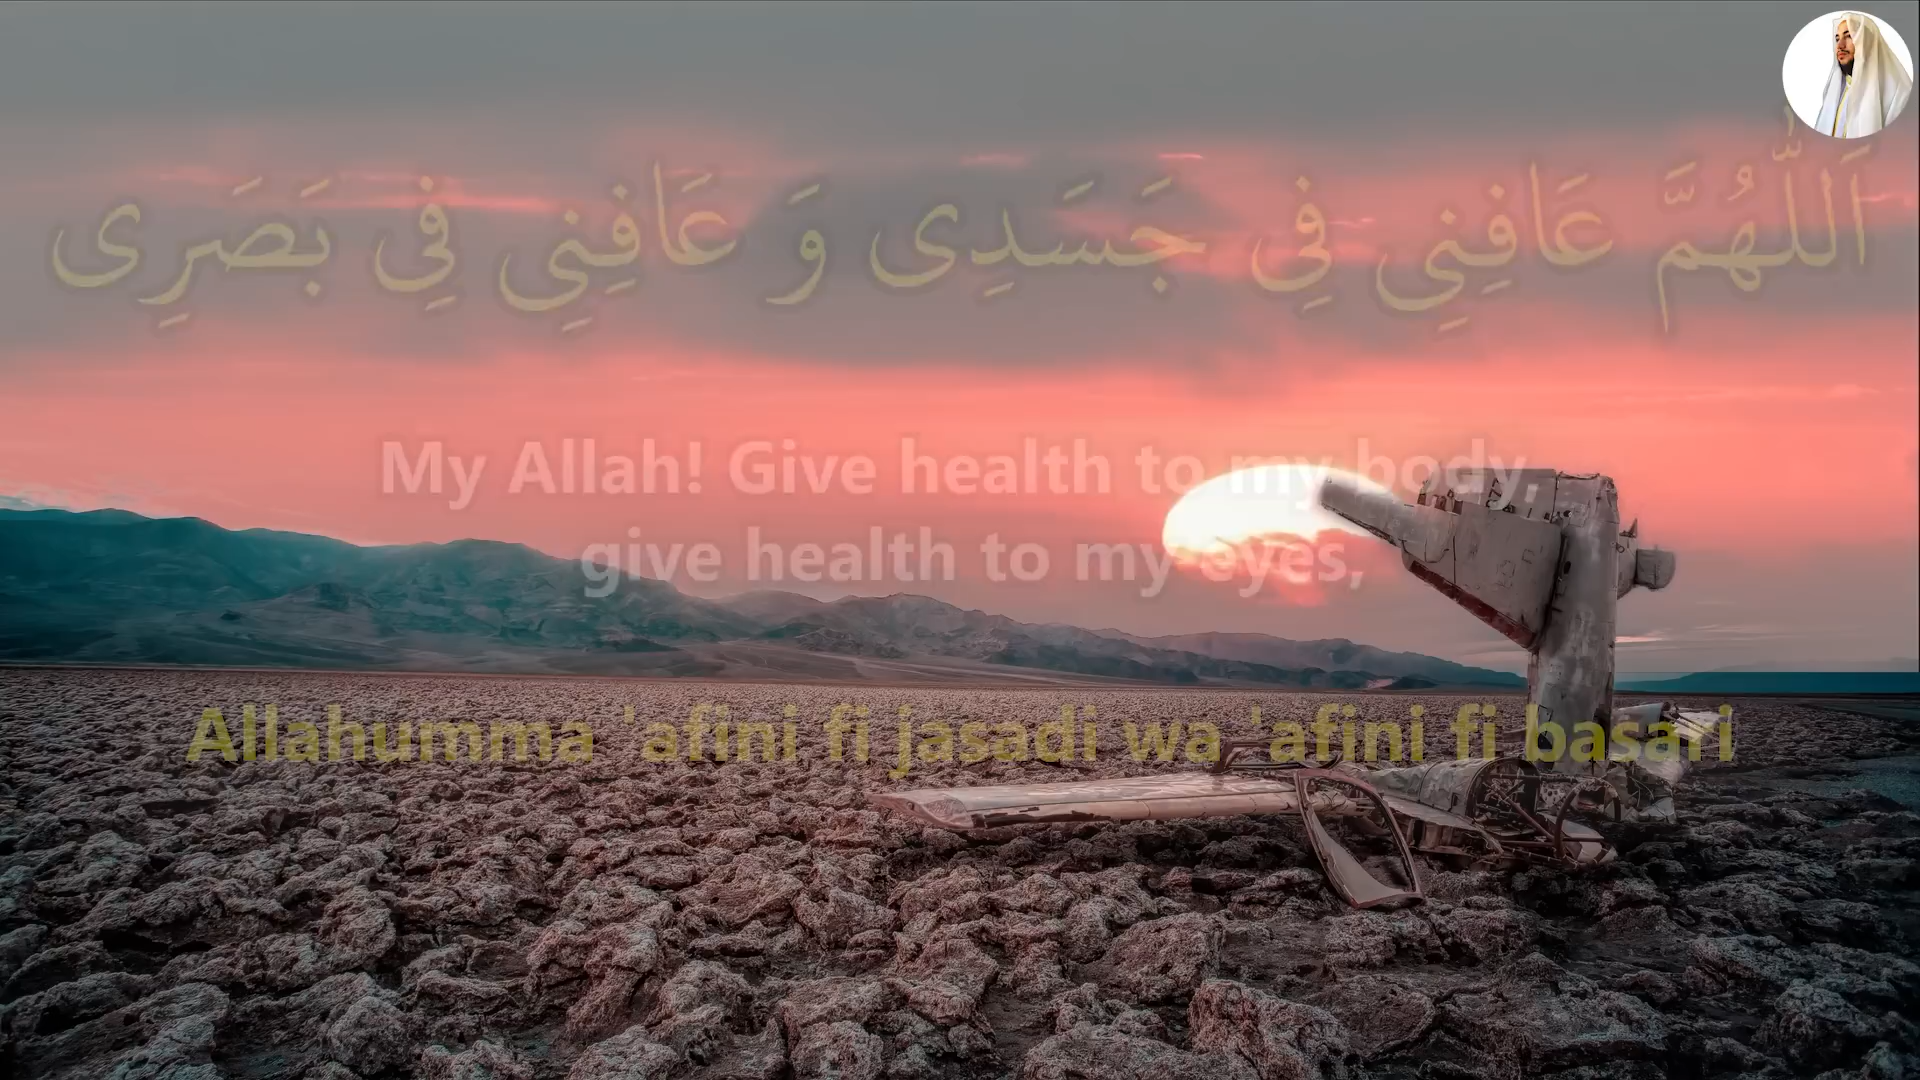 اَللّٰهُمَّ عَافِنِي فِي جَسَدِى وَ عَافِنِي فِي بَصَرِى
My Allah! Give health to my body,
give health to my eyes,
Allahumma 'afini fi jasadi wa 'afini fi basari